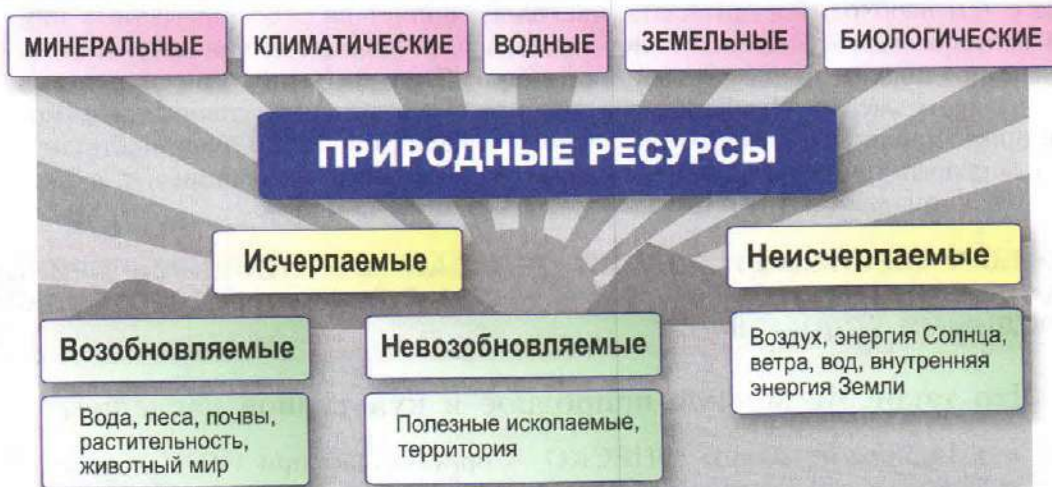 МИНЕРАЛЬНЫЕ
КЛИМАТИЧЕСКИЕ
ВОДНЫЕ
ЗЕМЕЛЬНЫЕ
БИОЛОГИЧЕСКИЕ
ПРИРОДНЫЕ РЕСУРСЫ
Исчерпаемые
Неисчерпаемые
Возобновляемые
Невозобновляемые
Вода, леса, почвы,
растительность,
животный мир
Полезные ископаемые,
территория
Воздух, энергия Солнца,
ветра, вод, внутренняя
энергия Земли